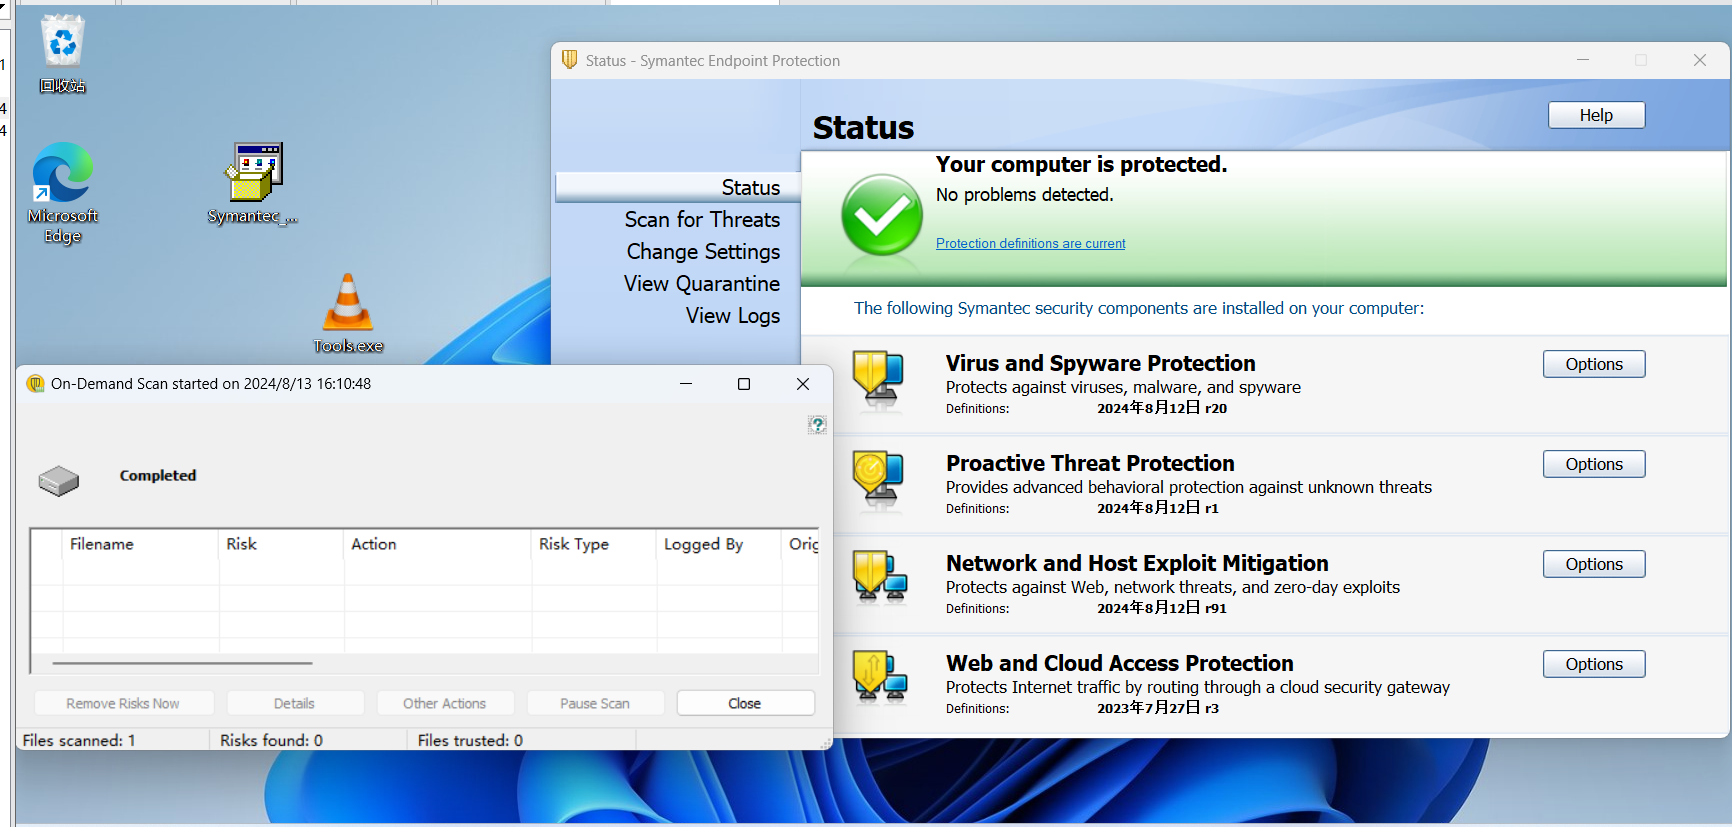 回收站
Microsoft
Edge
Symantec_...
Tools.exe
1
4
4
Status - Symantec Endpoint Protection
Status
Help
Status
Scan for Threats
Change Settings
View Quarantine
View Logs
Your computer is protected.
No problems detected.
Protection definitions are current
The following Symantec security components are installed on your computer:
Virus and Spyware Protection
Protects against viruses, malware, and spyware
Definitions: 2024年8月12日 r20
Options
Proactive Threat Protection
Provides advanced behavioral protection against unknown threats
Definitions: 2024年8月12日 r1
Options
Network and Host Exploit Mitigation
Protects against Web, network threats, and zero-day exploits
Definitions: 2024年8月12日 r91
Options
Web and Cloud Access Protection
Protects Internet traffic by routing through a cloud security gateway
Definitions: 2023年7月27日 r3
Options
On-Demand Scan started on 2024/8/13 16:10:48
Completed
Filename Risk Action Risk Type Logged By Orig
Remove Risks Now Details Other Actions Pause Scan Close
Files scanned: 1 Risks found: 0 Files trusted: 0